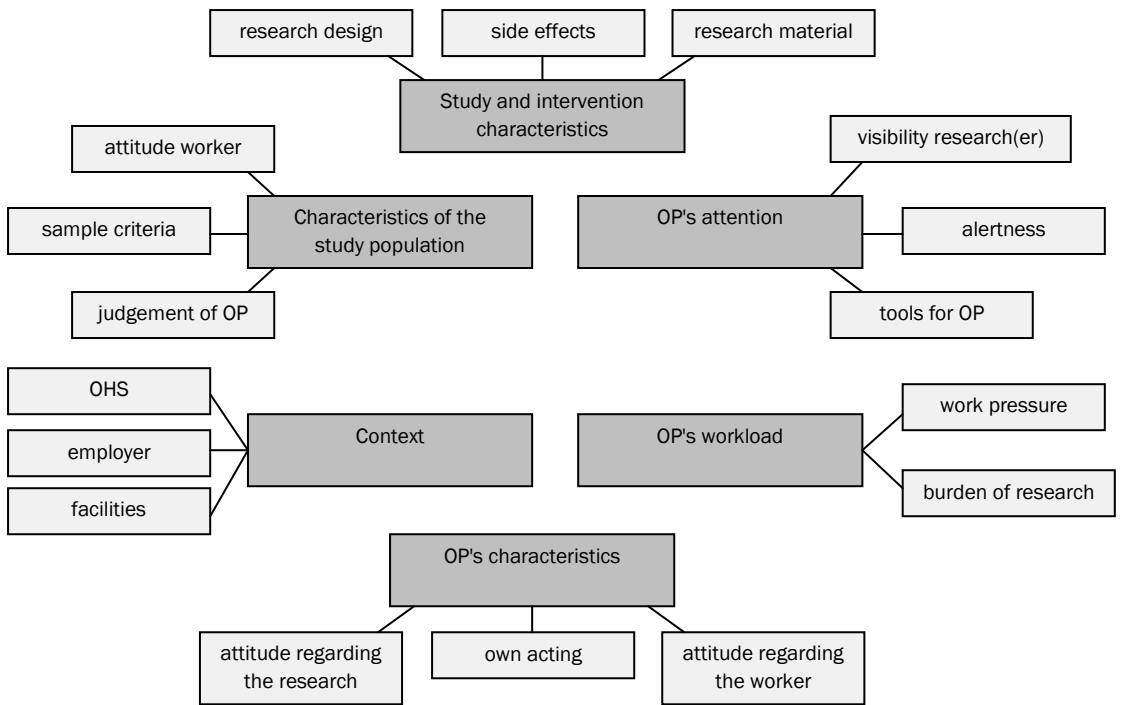 research design
side effects
research material
Study and intervention
characteristics
attitude worker
sample criteria
judgement of OP
Characteristics of the
study population
OP's attention
visibility research(er)
alertness
tools for OP
OHS
employer
facilities
Context
OP's workload
work pressure
burden of research
OP's characteristics
attitude regarding
the research
own acting
attitude regarding
the worker